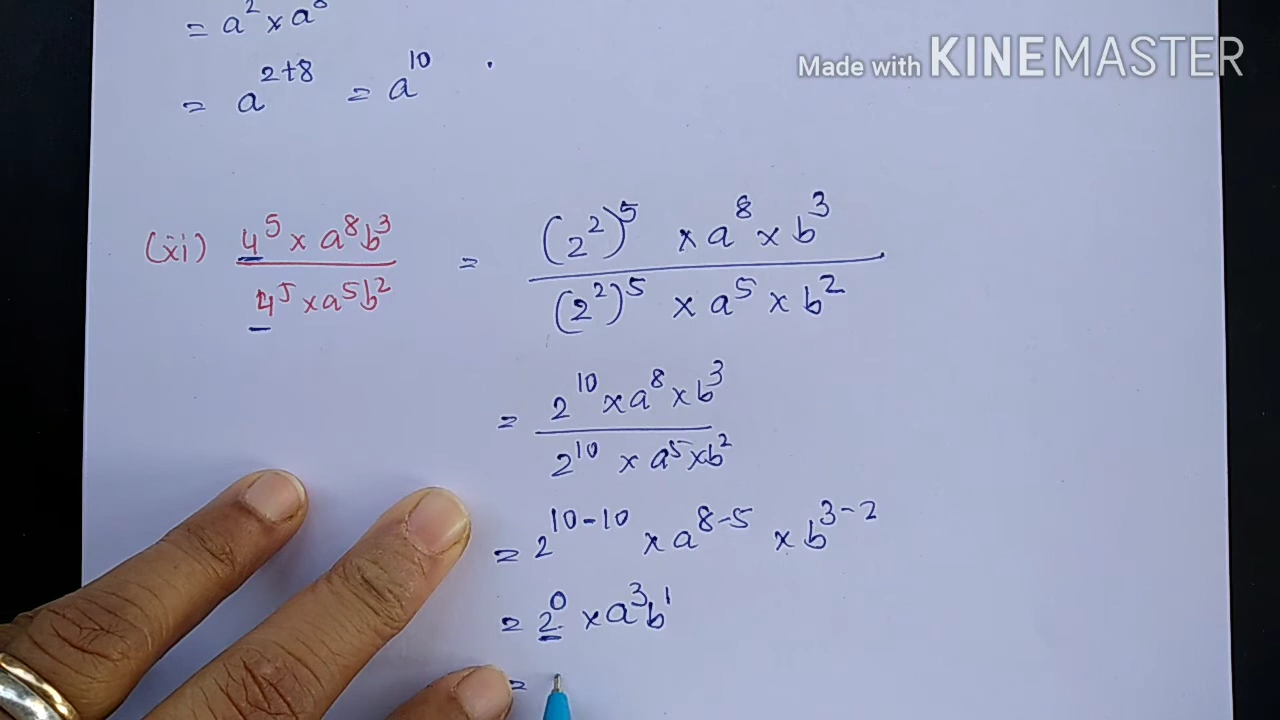 = a² × a⁸
Made with KINEMASTER
= a²⁺⁸ = a¹⁰ .
(xi) 4⁵ × a⁸b³ / 4⁵ × a⁵b² = (2²)⁵ × a⁸ × b³ / (2²)⁵ × a⁵ × b²
= 2¹⁰ × a⁸ × b³ / 2¹⁰ × a⁵ × b²
= 2¹⁰⁻¹⁰ × a⁸⁻⁵ × b³⁻²
= 2⁰ × a³b¹
=